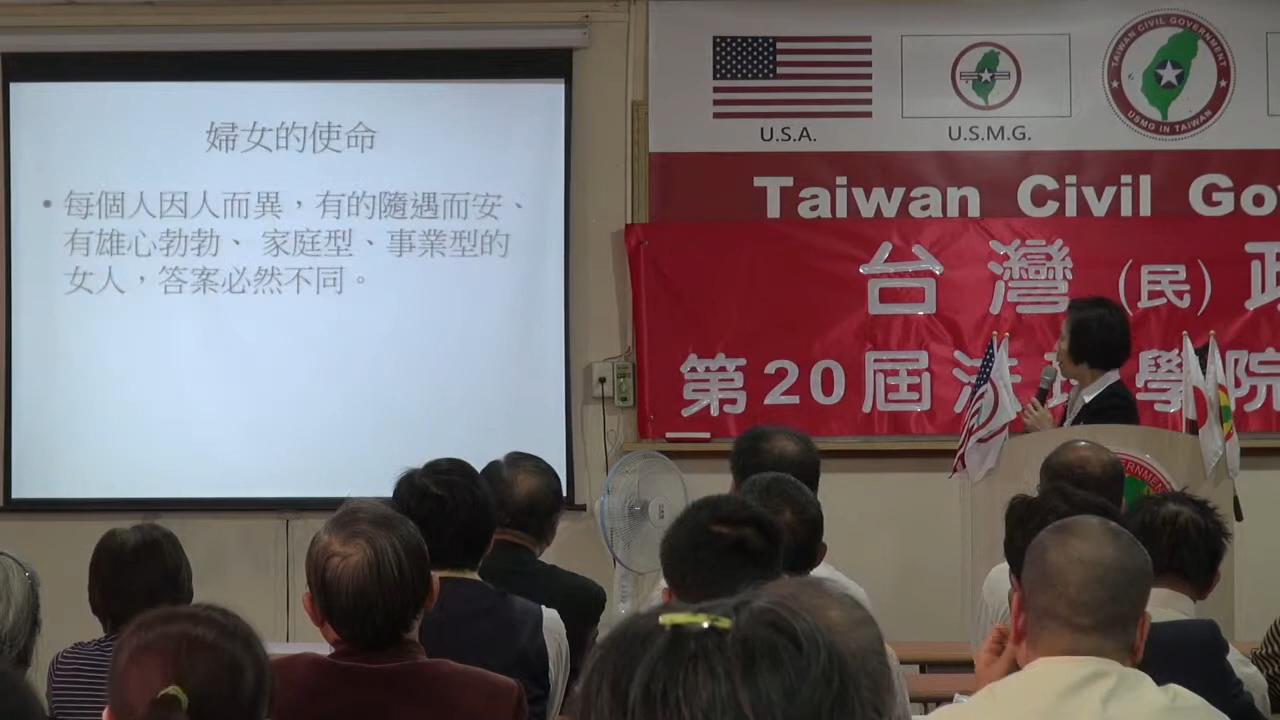 婦女的使命
• 每個人因人而異，有的隨遇而安、
有雄心勃勃、 家庭型、事業型的
女人，答案必然不同。
U.S.A.
U.S.M.G.
TAIWAN CIVIL GOVERNMENT
USMG IN TAIWAN
Taiwan Civil Go
台灣(民)政
第20屆法政學院
ERNMENT